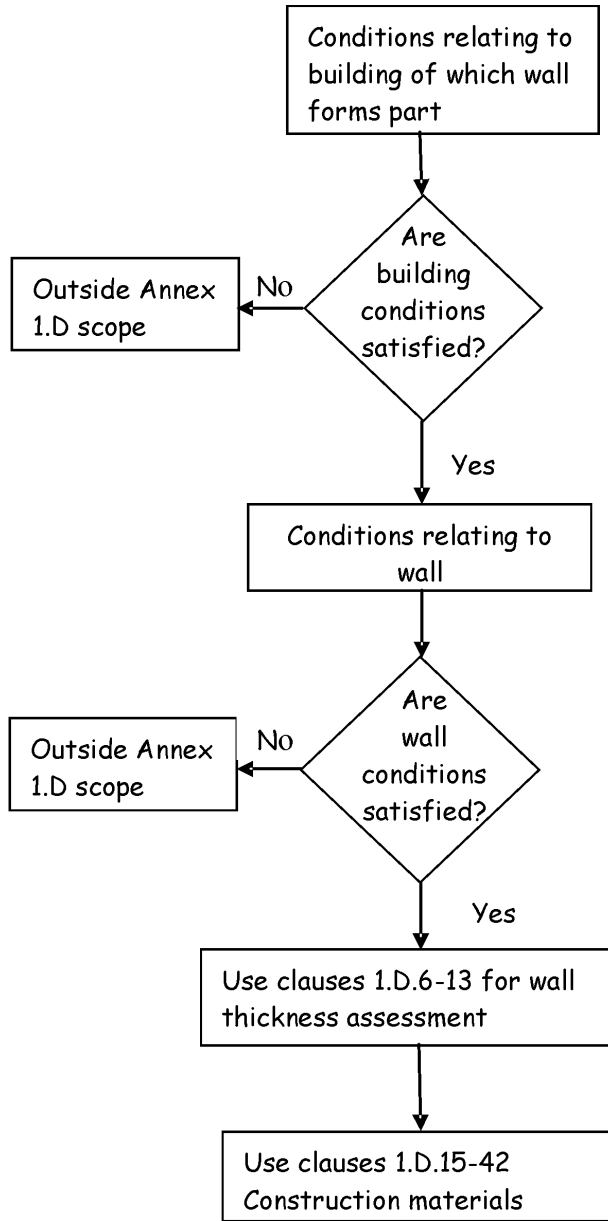 Conditions relating to
building of which wall
forms part
Are
building
conditions
satisfied?
No
Outside Annex
1.D scope
Yes
Conditions relating to
wall
Are
wall
conditions
satisfied?
No
Outside Annex
1.D scope
Yes
Use clauses 1.D.6-13 for wall
thickness assessment
Use clauses 1.D.15-42
Construction materials